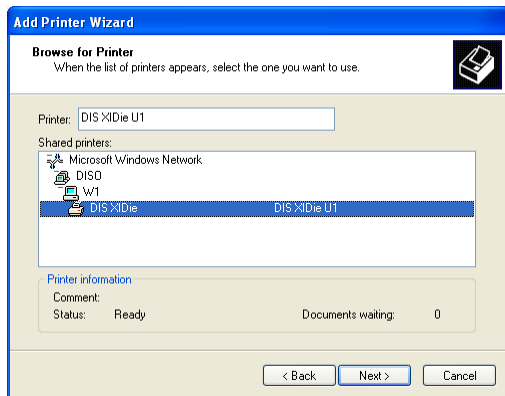 Add Printer Wizard
Browse for Printer
When the list of printers appears, select the one you want to use.
Printer: DIS XIDie U1
Shared printers:
Microsoft Windows Network
DISO
W1
DIS XIDie DIS XIDie U1
Printer information
Comment:
Status: Ready Documents waiting: 0
< Back Next > Cancel